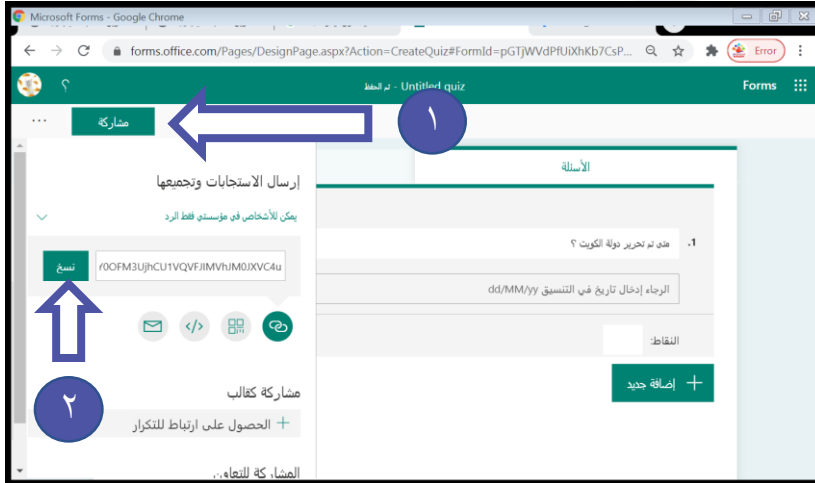 Microsoft Forms - Google Chrome
forms.office.com/Pages/DesignPage.aspx?Action=CreateQuiz#FormId=pGTjWVdPfUiXhKb7CsP...
Error
؟
Untitled quiz - تم الحفظ
Forms
مشاركة
١
الأسئلة
إرسال الاستجابات وتجميعها
يمكن للأشخاص في مؤسستي فقط الرد
نسخ
/0OFM3UjhCU1VQVFJIMVhJM0JXVC4u
1. متى تم تحرير دولة الكويت ؟
الرجاء إدخال تاريخ في التنسيق dd/MM/yy
النقاط:
إضافة جديد
٢
مشاركة كقالب
الحصول على ارتباط للتكرار
المشاركة للتعاون